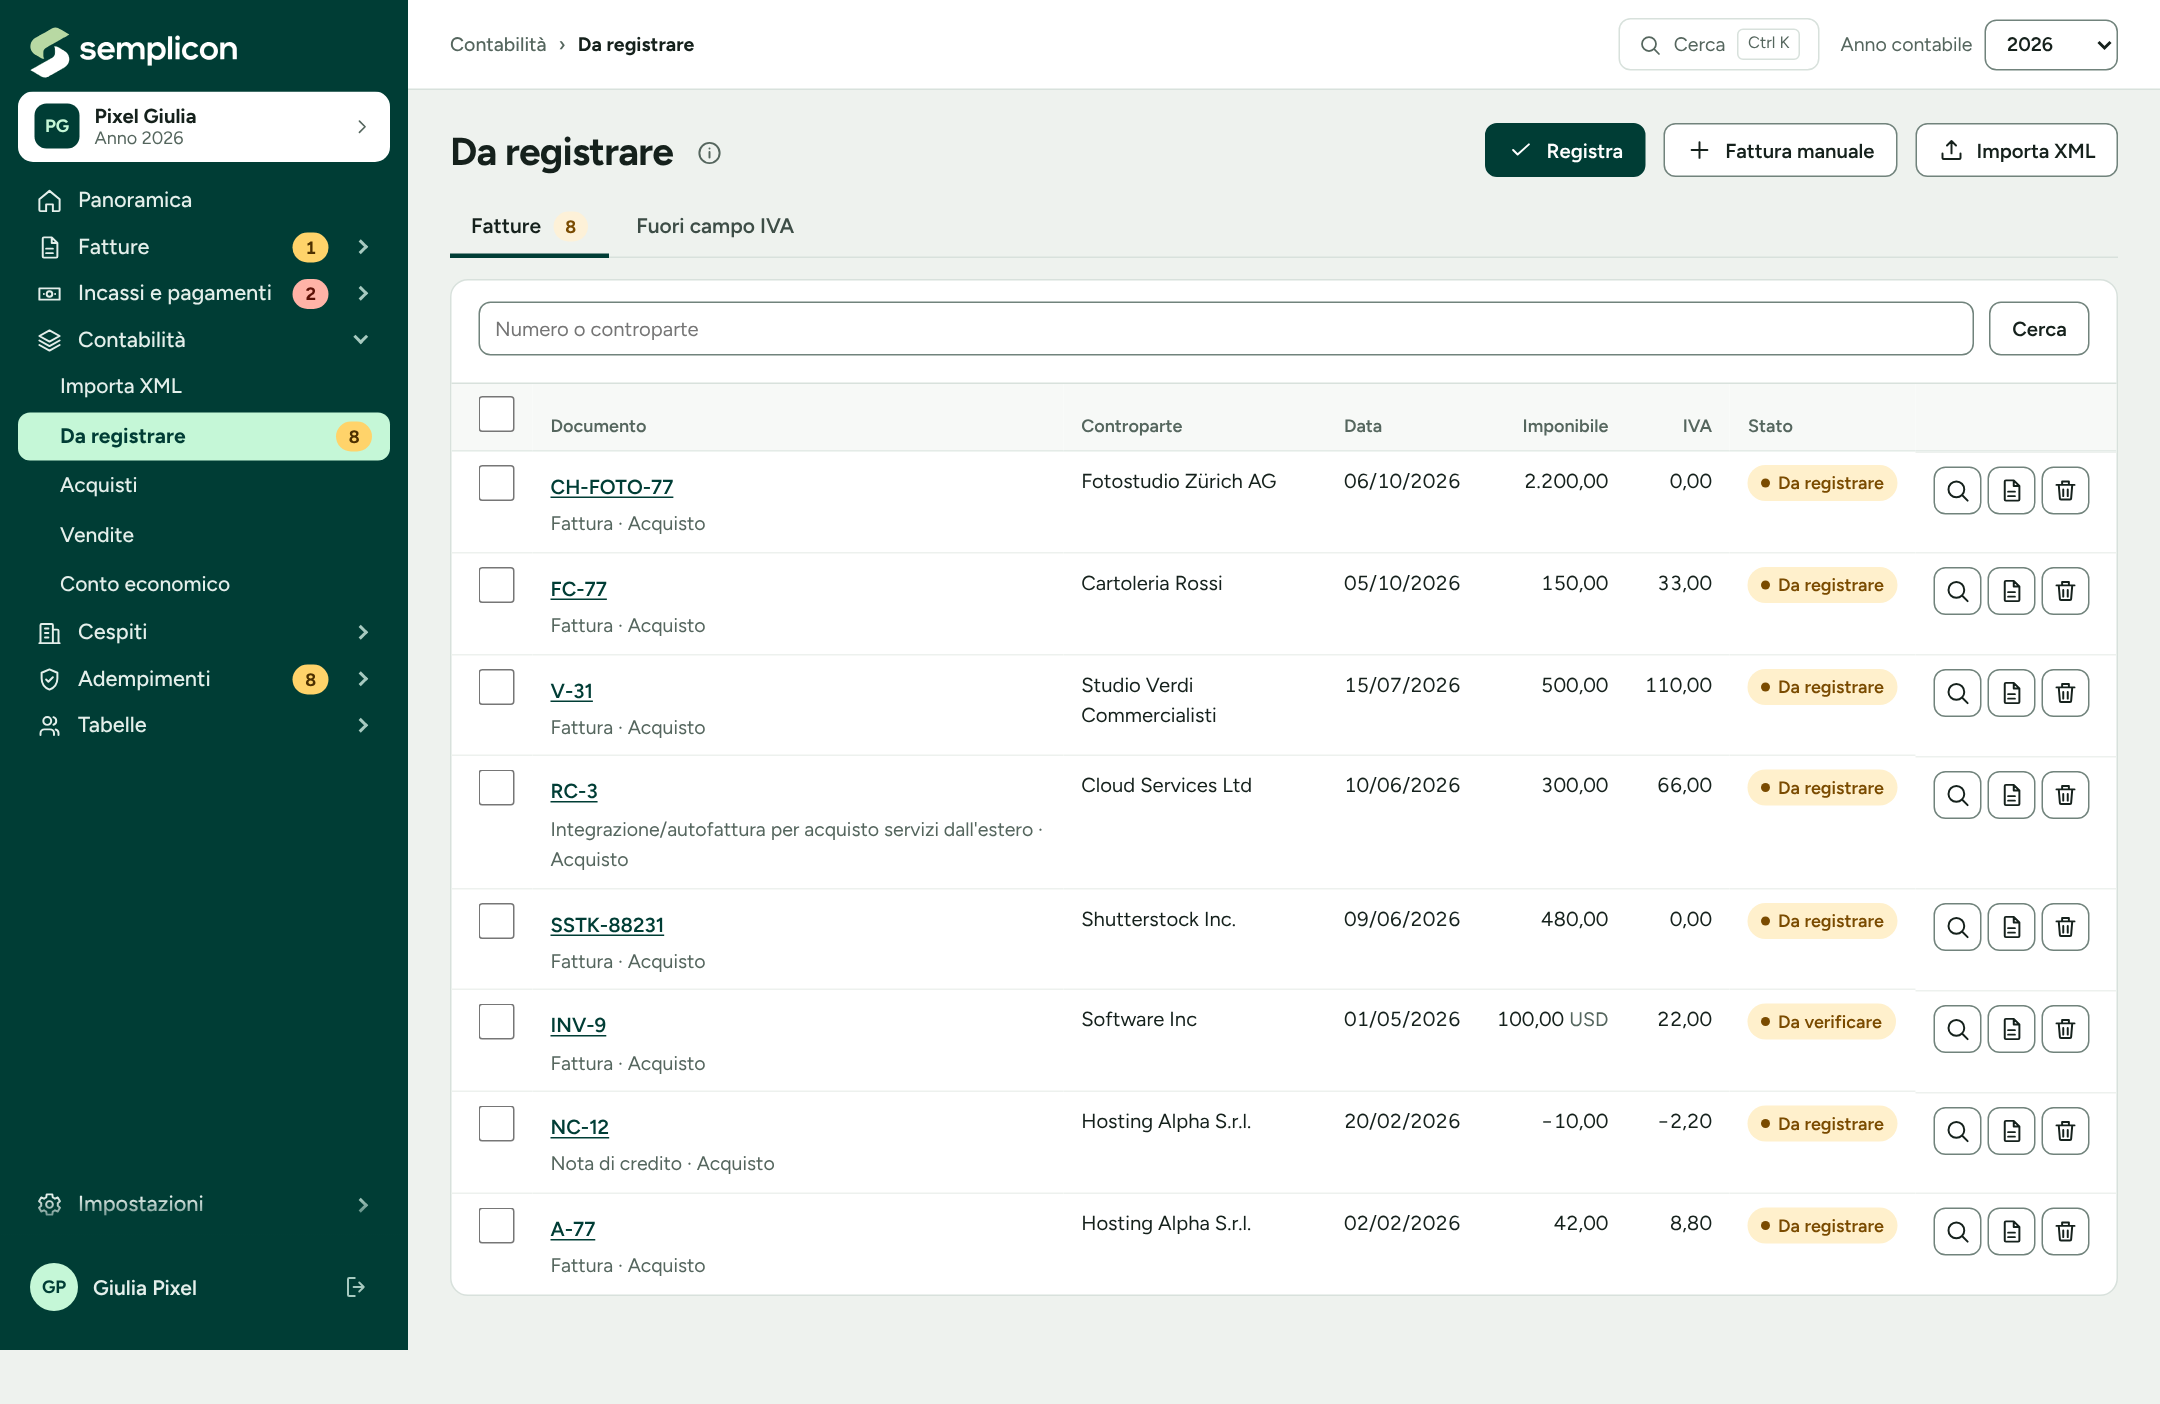 semplicon
PG
Pixel Giulia
Anno 2026
Panoramica
Fatture 1
Incassi e pagamenti 2
Contabilità
Importa XML
Da registrare 8
Acquisti
Vendite
Conto economico
Cespiti
Adempimenti 8
Tabelle
Impostazioni
GP Giulia Pixel
Contabilità › Da registrare
Cerca Ctrl K Anno contabile 2026
Da registrare
Registra Fattura manuale Importa XML
Fatture 8 Fuori campo IVA
Numero o controparte Cerca
Documento Controparte Data Imponibile IVA Stato
CH-FOTO-77 Fotostudio Zürich AG 06/10/2026 2.200,00 0,00 Da registrare
Fattura · Acquisto
FC-77 Cartoleria Rossi 05/10/2026 150,00 33,00 Da registrare
Fattura · Acquisto
V-31 Studio Verdi 15/07/2026 500,00 110,00 Da registrare
Commercialisti
Fattura · Acquisto
RC-3 Cloud Services Ltd 10/06/2026 300,00 66,00 Da registrare
Integrazione/autofattura per acquisto servizi dall'estero ·
Acquisto
SSTK-88231 Shutterstock Inc. 09/06/2026 480,00 0,00 Da registrare
Fattura · Acquisto
INV-9 Software Inc 01/05/2026 100,00 USD 22,00 Da verificare
Fattura · Acquisto
NC-12 Hosting Alpha S.r.l. 20/02/2026 −10,00 −2,20 Da registrare
Nota di credito · Acquisto
A-77 Hosting Alpha S.r.l. 02/02/2026 42,00 8,80 Da registrare
Fattura · Acquisto